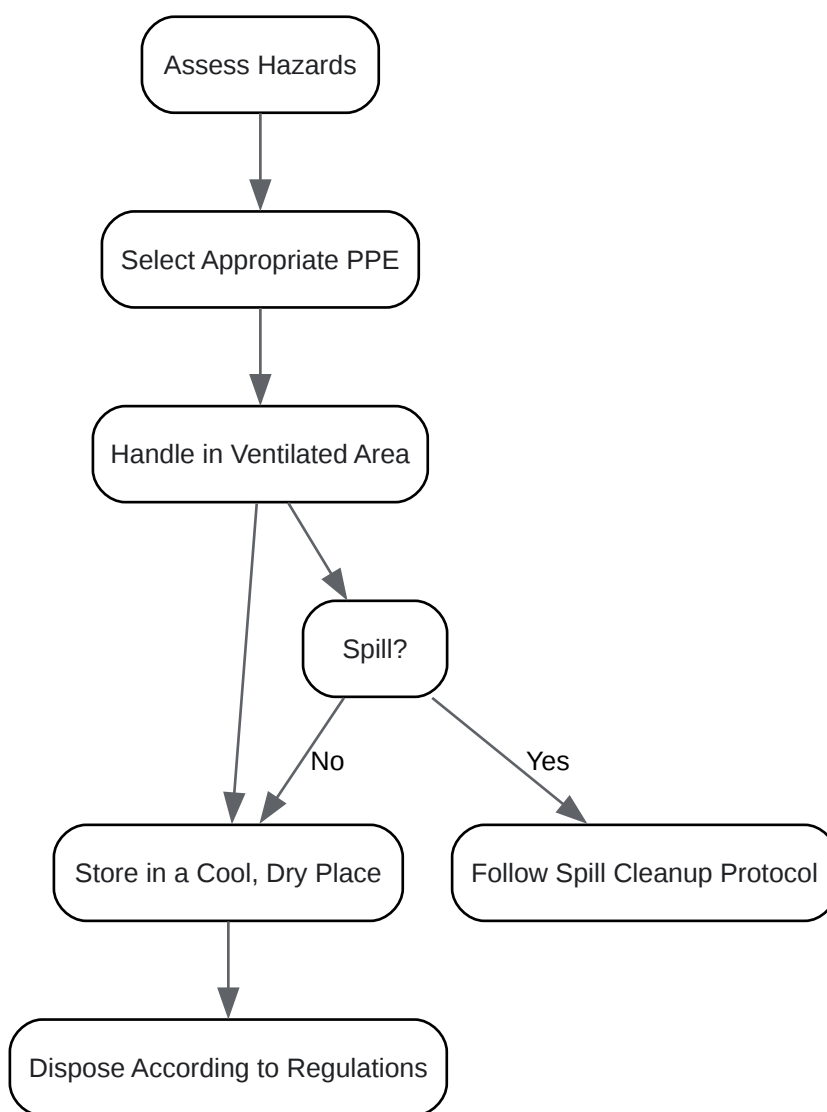 Assess Hazards
Select Appropriate PPE
Handle in Ventilated Area
Spill?
No
Yes
Store in a Cool, Dry Place
Follow Spill Cleanup Protocol
Dispose According to Regulations